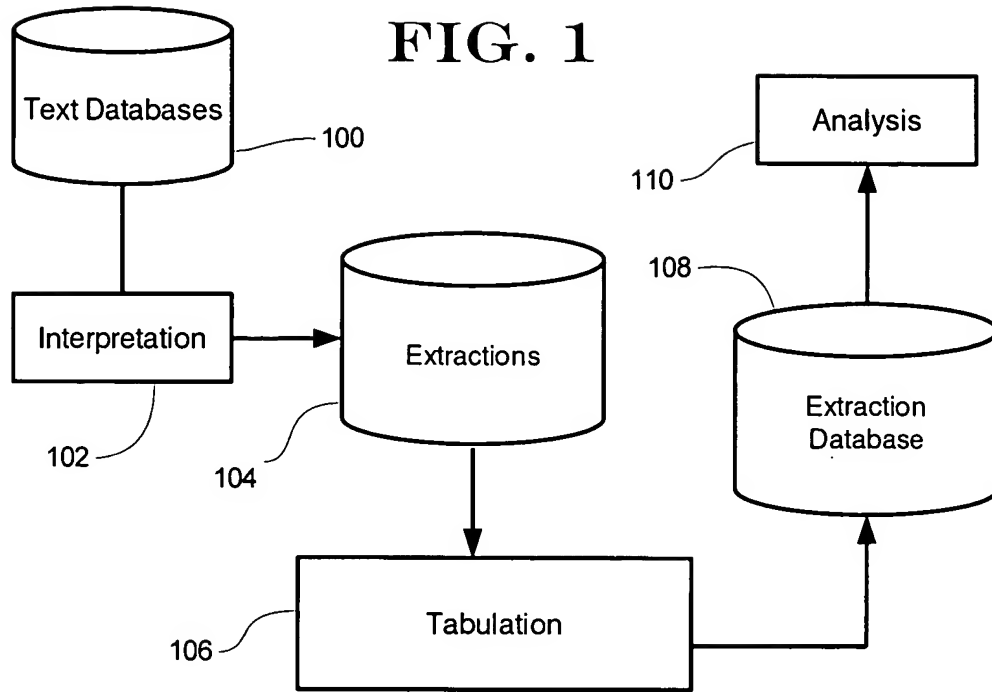 FIG. 1
Text Databases
100
Analysis
110
108
Interpretation
Extractions
Extraction
Database
102
104
Tabulation
106